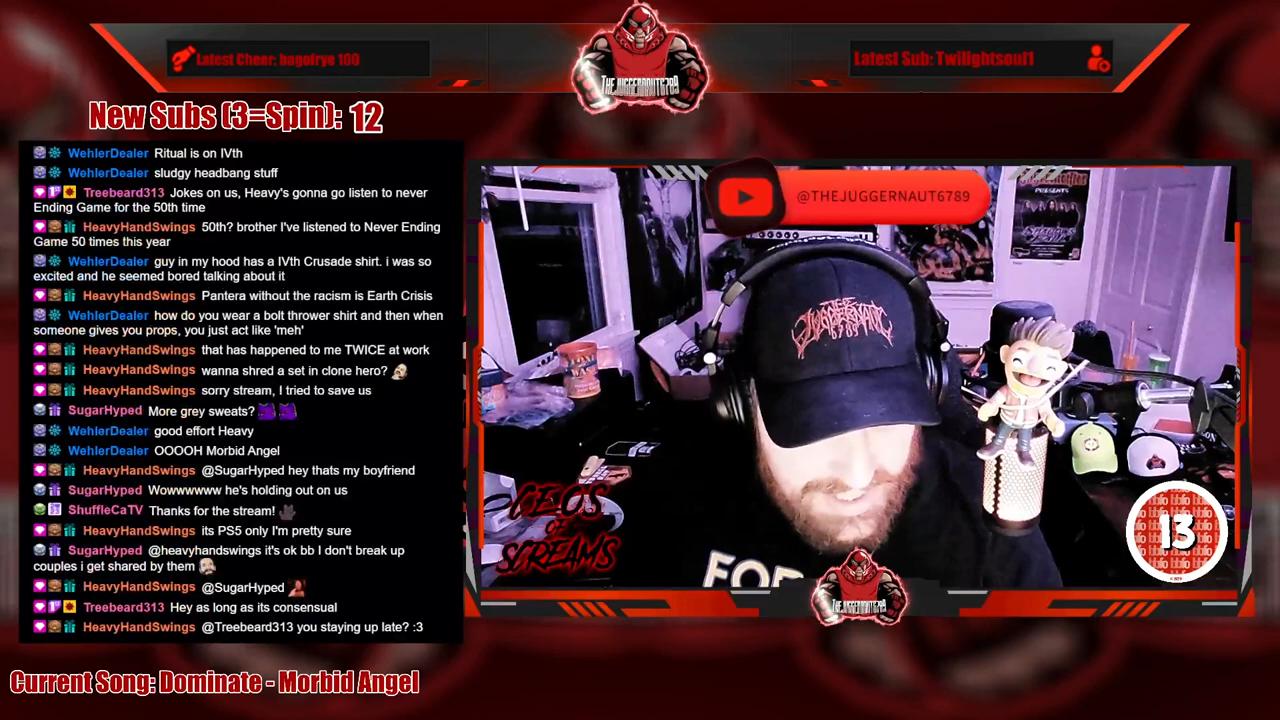 Latest Cheer: bagofrye 100
THEJUGGERNAUT6789
Latest Sub: Twilightsoul1
New Subs (3=Spin): 12
WehlerDealer Ritual is on IVth
WehlerDealer sludgy headbang stuff
Treebeard313 Jokes on us, Heavy's gonna go listen to never
Ending Game for the 50th time
HeavyHandSwings 50th? brother I've listened to Never Ending
Game 50 times this year
WehlerDealer guy in my hood has a IVth Crusade shirt. i was so
excited and he seemed bored talking about it
HeavyHandSwings Pantera without the racism is Earth Crisis
WehlerDealer how do you wear a bolt thrower shirt and then when
someone gives you props, you just act like 'meh'
HeavyHandSwings that has happened to me TWICE at work
HeavyHandSwings wanna shred a set in clone hero?
HeavyHandSwings sorry stream, I tried to save us
SugarHyped More grey sweats?
WehlerDealer good effort Heavy
WehlerDealer OOOOH Morbid Angel
HeavyHandSwings @SugarHyped hey thats my boyfriend
SugarHyped Wowwwwww he's holding out on us
ShuffleCaTV Thanks for the stream!
HeavyHandSwings its PS5 only I'm pretty sure
SugarHyped @heavyhandswings it's ok bb I don't break up
couples i get shared by them
HeavyHandSwings @SugarHyped
Treebeard313 Hey as long as its consensual
HeavyHandSwings @Treebeard313 you staying up late? :3
@THEJUGGERNAUT6789
PRESENTS
THE
JUGGERNAUT
6789
GEOS
OF
SCREAMS
FOR
13
THEJUGGERNAUT6789
Current Song: Dominate - Morbid Angel